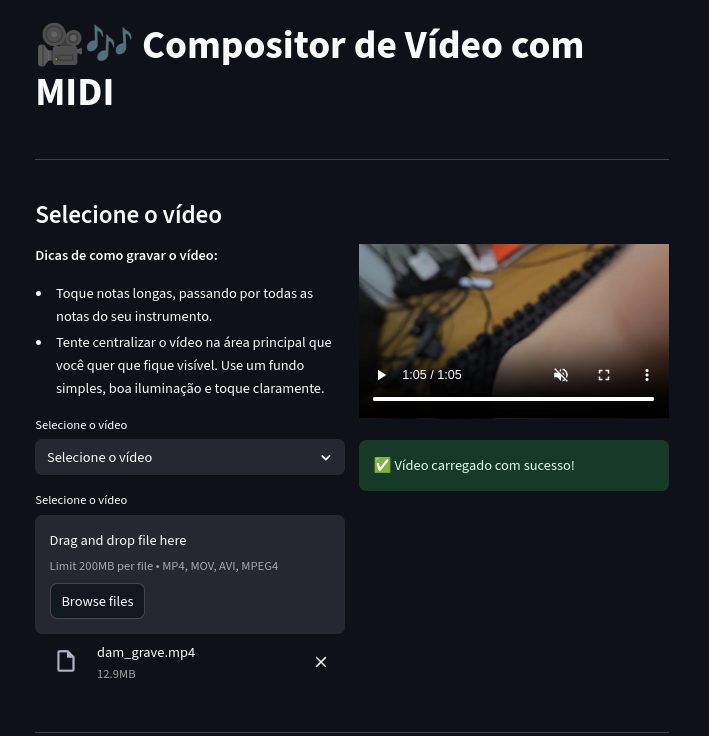 🎥🎶 Compositor de Vídeo com
MIDI
Selecione o vídeo
Dicas de como gravar o vídeo:
• Toque notas longas, passando por todas as
notas do seu instrumento.
• Tente centralizar o vídeo na área principal que
você quer que fique visível. Use um fundo
simples, boa iluminação e toque claramente.
Selecione o vídeo
Selecione o vídeo
Selecione o vídeo
Drag and drop file here
Limit 200MB per file • MP4, MOV, AVI, MPEG4
Browse files
dam_grave.mp4
12.9MB
1:05 / 1:05
✅ Vídeo carregado com sucesso!